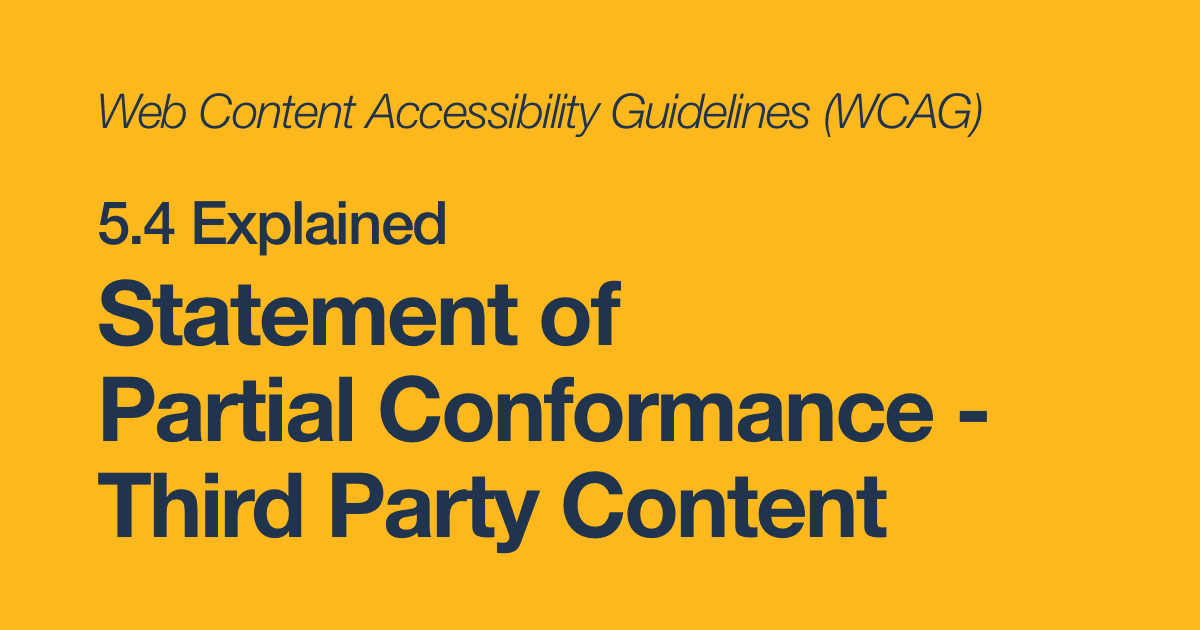 Web Content Accessibility Guidelines (WCAG)
5.4 Explained
Statement of
Partial Conformance -
Third Party Content